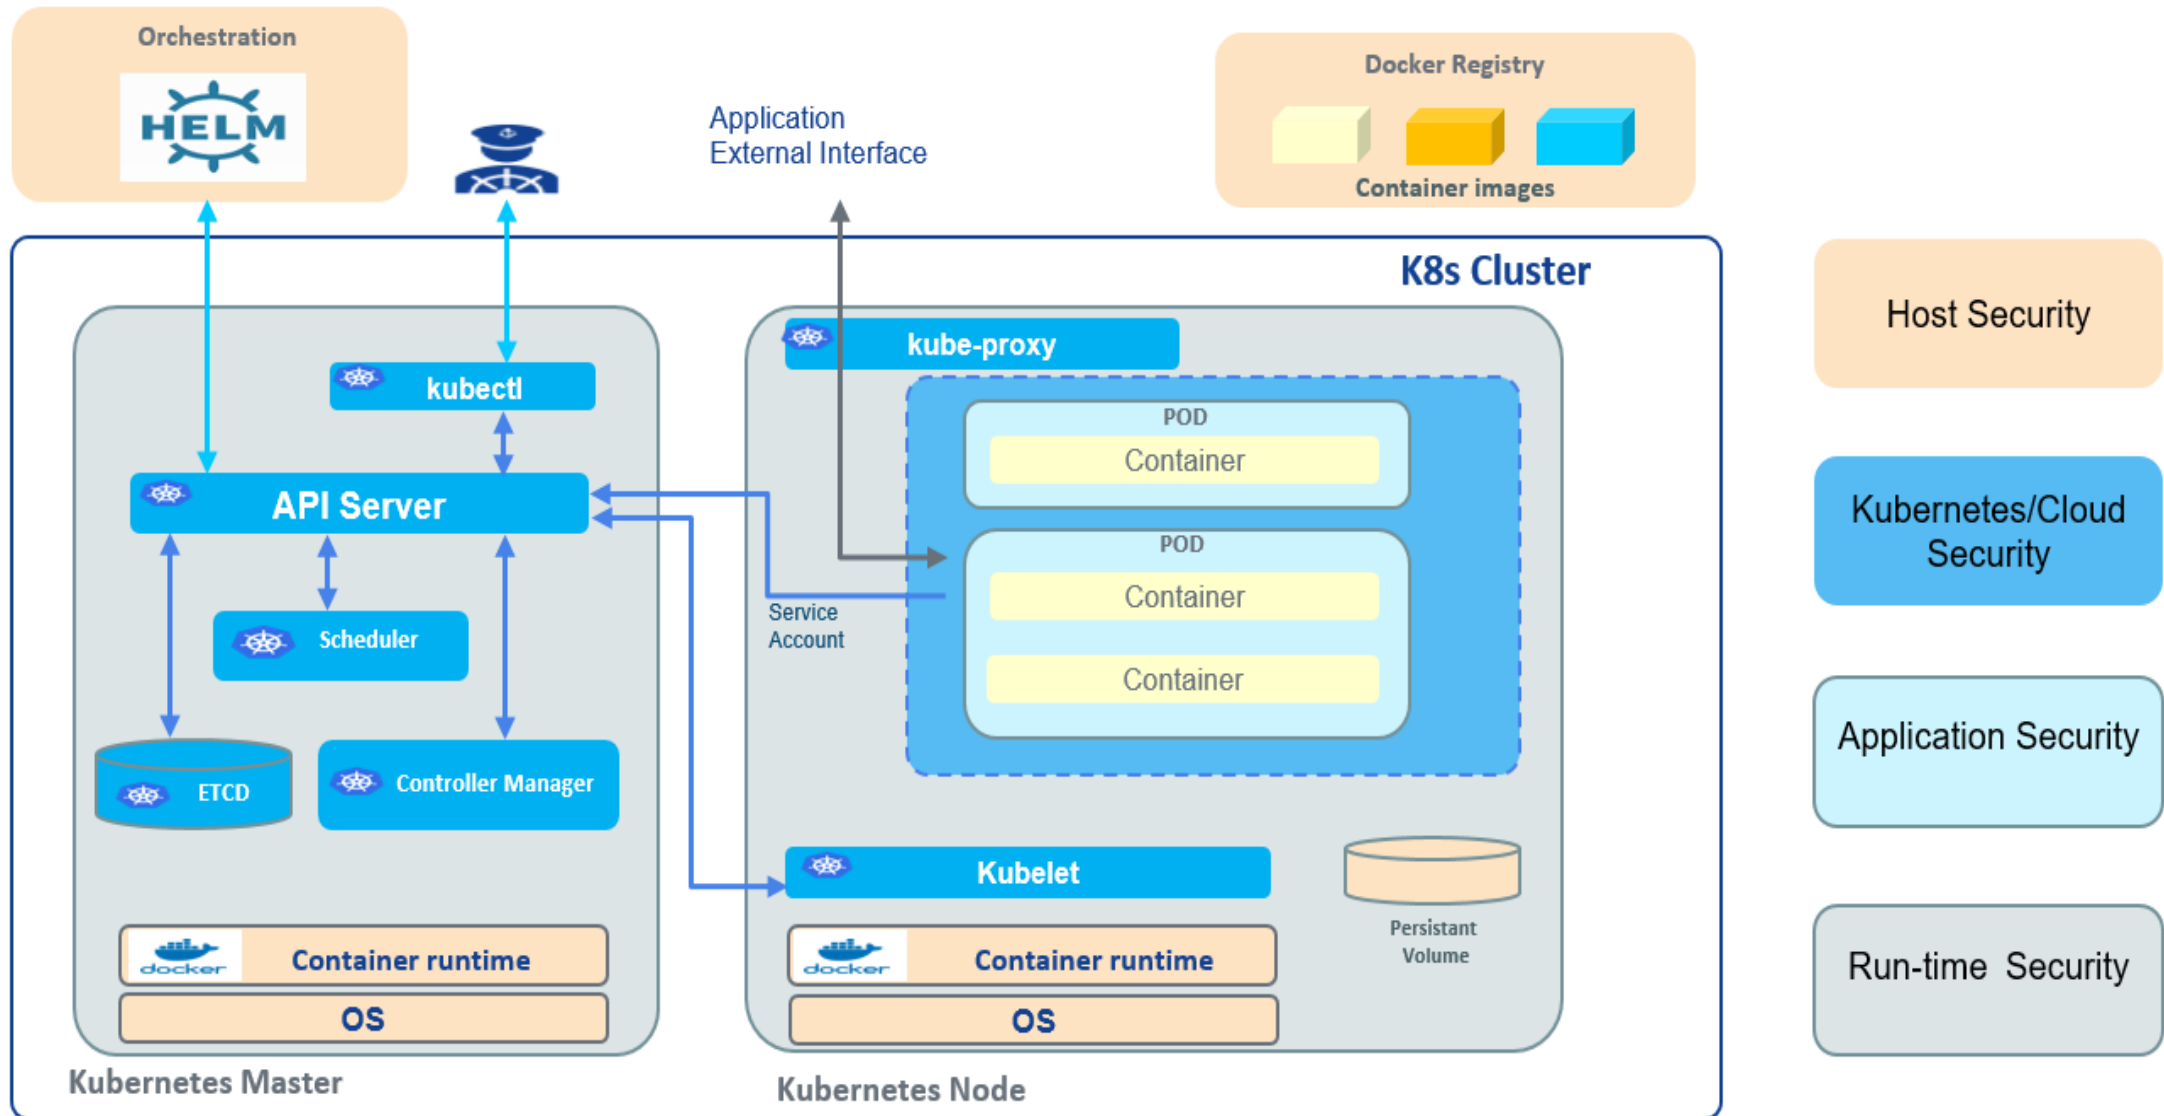 Orchestration
HELM
Application
External Interface
Docker Registry
Container images
K8s Cluster
kubectl
API Server
Scheduler
ETCD
Controller Manager
docker
Container runtime
OS
Kubernetes Master
kube-proxy
POD
Container
POD
Container
Container
Service
Account
Kubelet
Persistant
Volume
docker
Container runtime
OS
Kubernetes Node
Host Security
Kubernetes/Cloud
Security
Application Security
Run-time Security